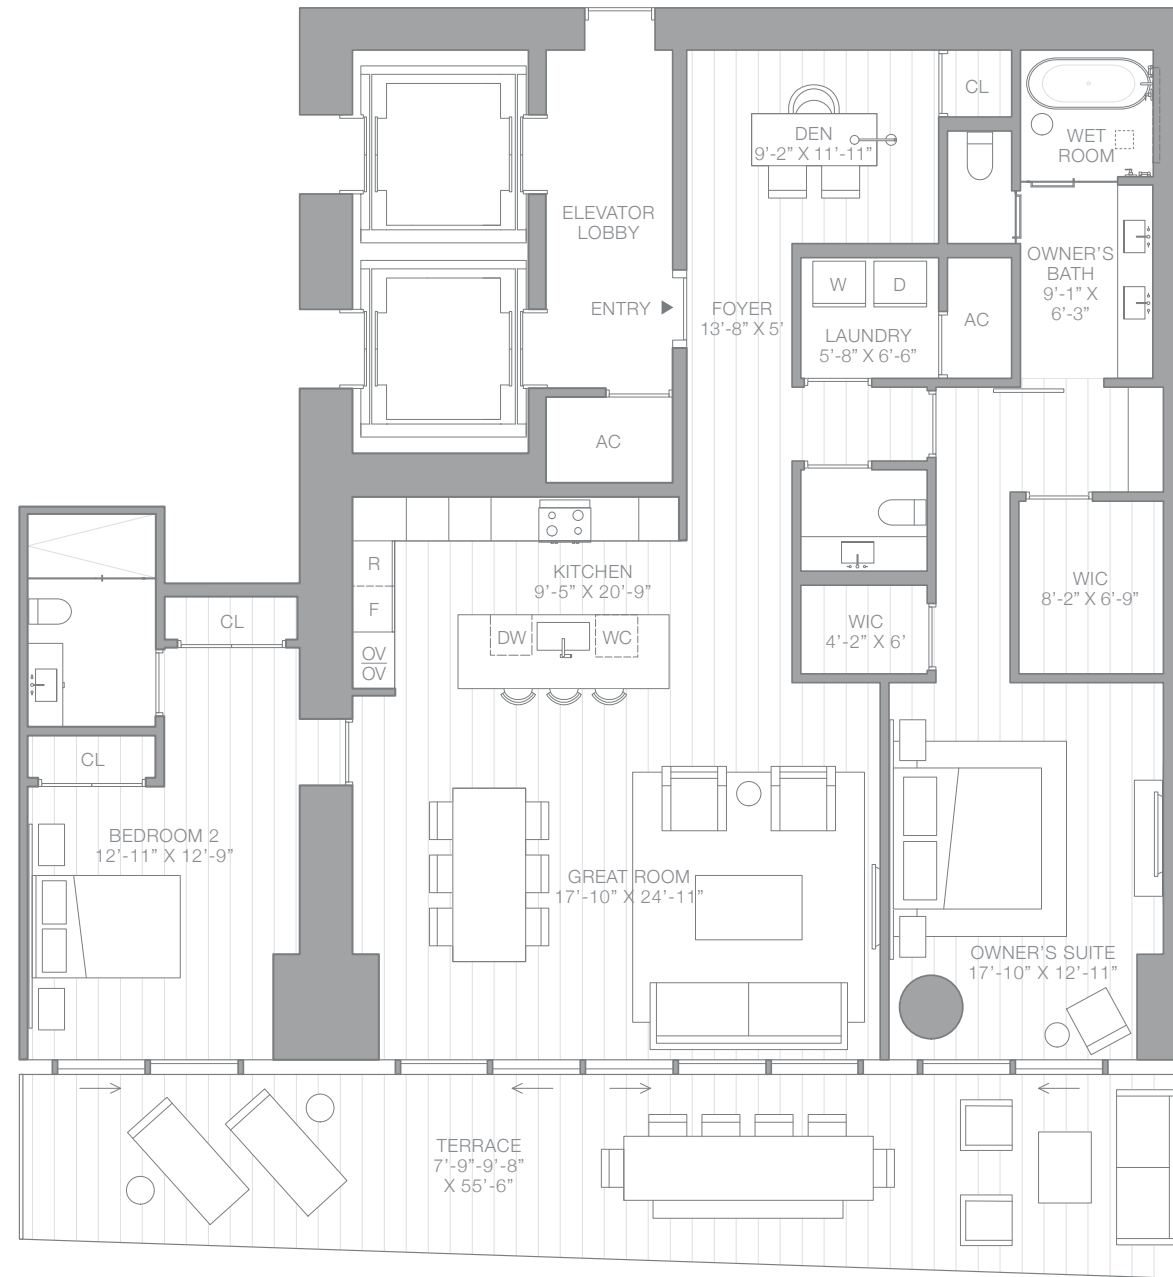 CL
DEN
9’-2” X 11’-11”
WET
ROOM
ELEVATOR
LOBBY
OWNER’S
BATH
9’-1” X
6’-3”
W
D
ENTRY
FOYER
13’-8” X 5’
AC
LAUNDRY
5’-8” X 6’-6”
AC
R
F
OV
OV
KITCHEN
9’-5” X 20’-9”
DW
WC
WIC
8’-2” X 6’-9”
CL
WIC
4’-2” X 6’
CL
BEDROOM 2
12’-11” X 12’-9”
GREAT ROOM
17’-10” X 24’-11”
OWNER’S SUITE
17’-10” X 12’-11”
TERRACE
7’-9”-9’-8”
X 55’-6”